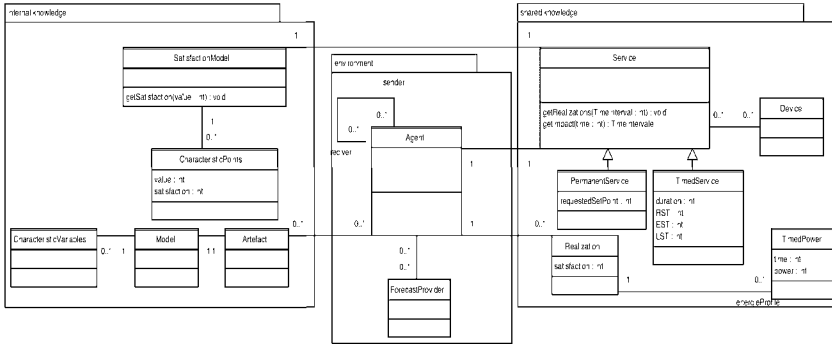 internal knowledge
shared knowledge
environment
1
1
SatisfactionModel
getSatisfaction(value : int) : void
1
0..*
CharacteristicPoints
value : int
satisfaction : int
CharacteristicVariables
0..*
1
Model
1.1
Artefact
0..*
sender
0..*
0..*
reciver
Agent
0..*
0..*
0..*
ForecastProvider
Service
getRealizations(TimeInterval : int) : void
getImpact(time : int) : TimeIntervale
0..*
0..*
Device
1
1
PermanentService
requestedSetPoint : int
TimedService
duration : int
RST : int
EST : int
LST : int
1
0..*
Realization
satisfaction : int
1
0..*
TimedPower
time : int
power : int
energieProfile